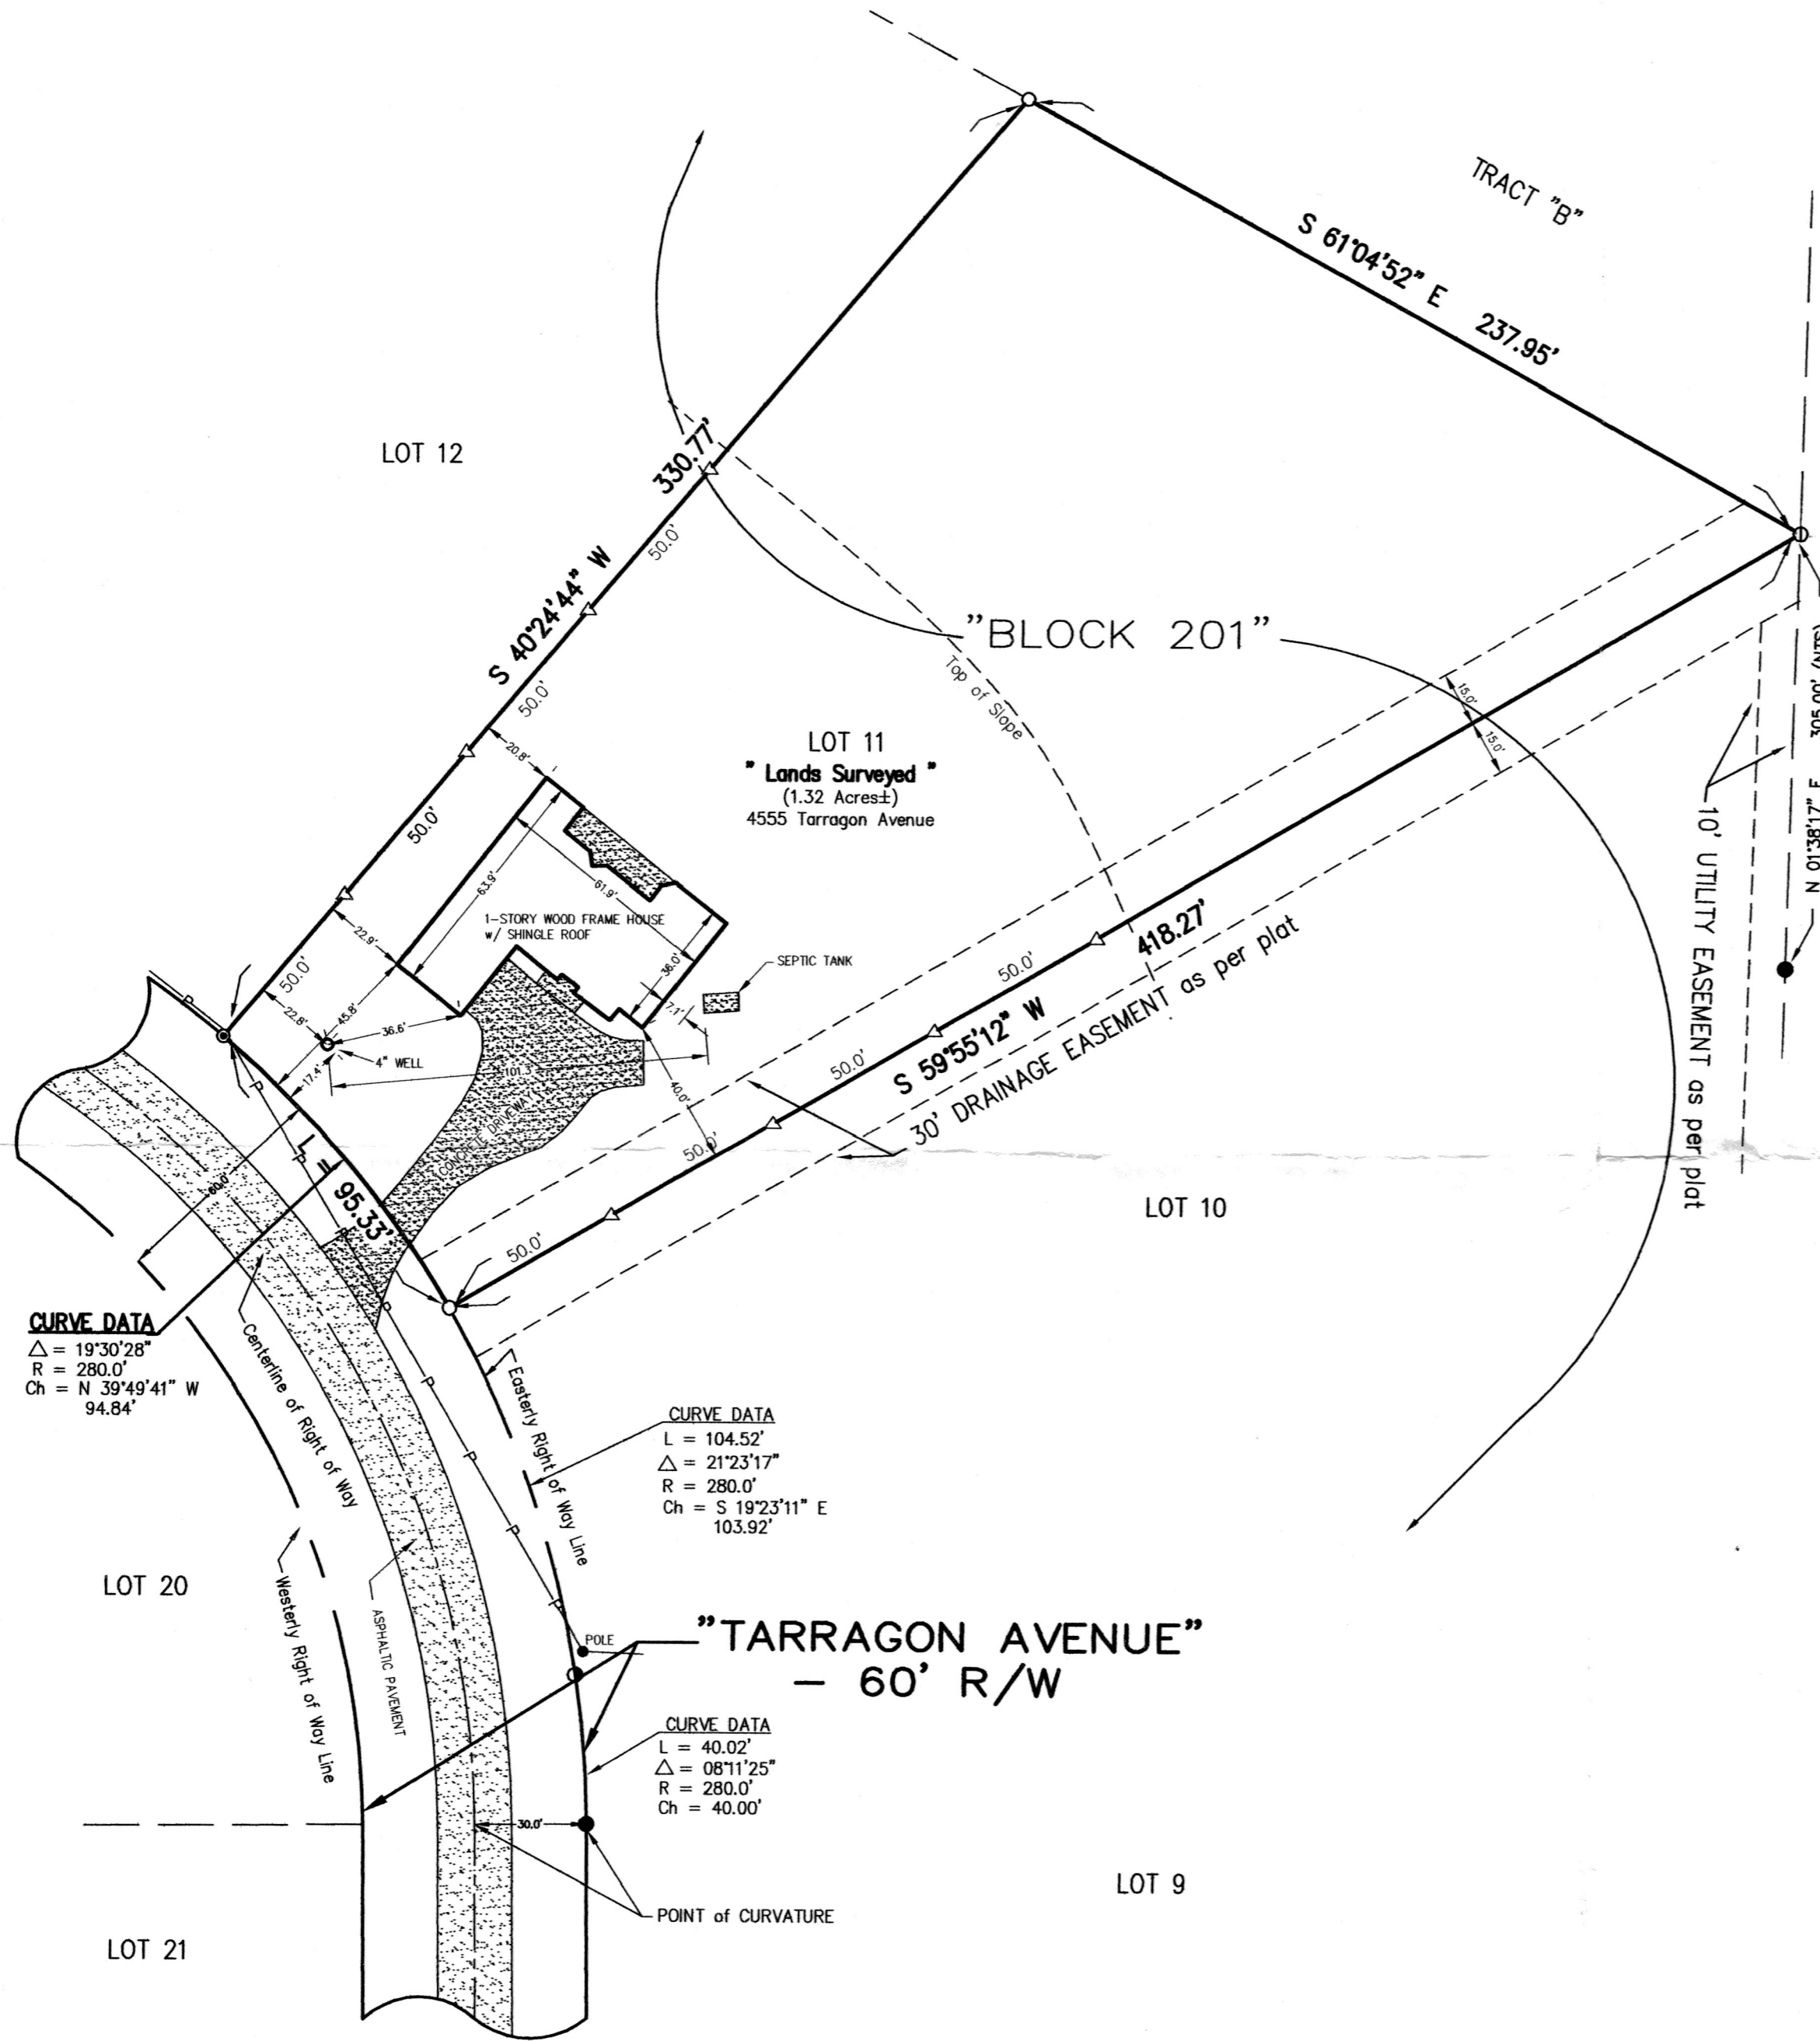 TRACT "B"
S 61°04'52" E 237.95'
LOT 12
330.77'
50.0'
S 40°24'44" W
50.0'
"BLOCK 201"
Top of Slope
15.0'
15.0'
N 01°38'17" E 305.00' (NTS)
10' UTILITY EASEMENT as per plat
20.8'
LOT 11
" Lands Surveyed "
(1.32 Acres±)
4555 Tarragon Avenue
50.0'
63.9'
61.9'
1-STORY WOOD FRAME HOUSE
w/ SHINGLE ROOF
22.9'
36.0'
7.1'
SEPTIC TANK
418.27'
50.0'
S 59°55'12" W
30' DRAINAGE EASEMENT as per plat
50.0'
22.8'
45.8'
36.6'
4" WELL
17.4'
101.3'
40.0'
CONCRETE DRIVEWAY
50.0'
50.0'
50.0'
P
P
P
P
P
P
P
P
P
L = 95.33'
60.0'
LOT 10
CURVE DATA
△ = 19°30'28"
R = 280.0'
Ch = N 39°49'41" W
94.84'
Centerline of Right of Way
Easterly Right of Way Line
CURVE DATA
L = 104.52'
△ = 21°23'17"
R = 280.0'
Ch = S 19°23'11" E
103.92'
LOT 20
Westerly Right of Way Line
ASPHALTIC PAVEMENT
POLE
"TARRAGON AVENUE"
- 60' R/W
CURVE DATA
L = 40.02'
△ = 08°11'25"
R = 280.0'
Ch = 40.00'
30.0'
LOT 9
POINT of CURVATURE
LOT 21